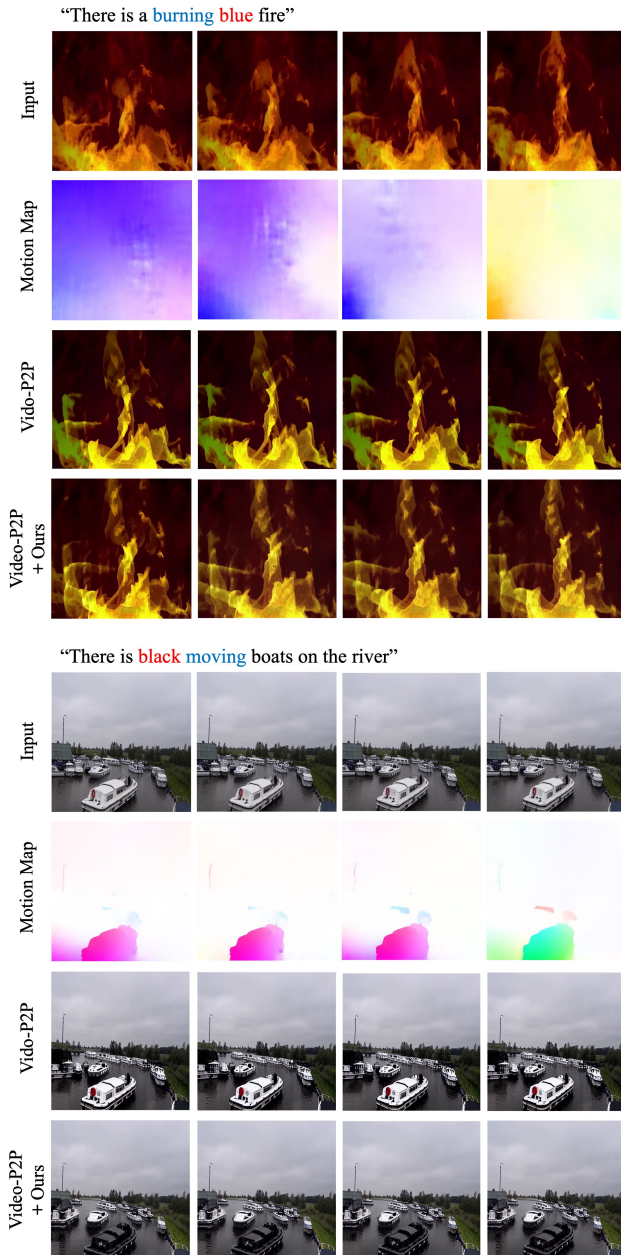 “There is a burning blue fire”
Input
Motion Map
Vido-P2P
Video-P2P
+ Ours
“There is black moving boats on the river”
Input
Motion Map
Vido-P2P
Video-P2P
+ Ours